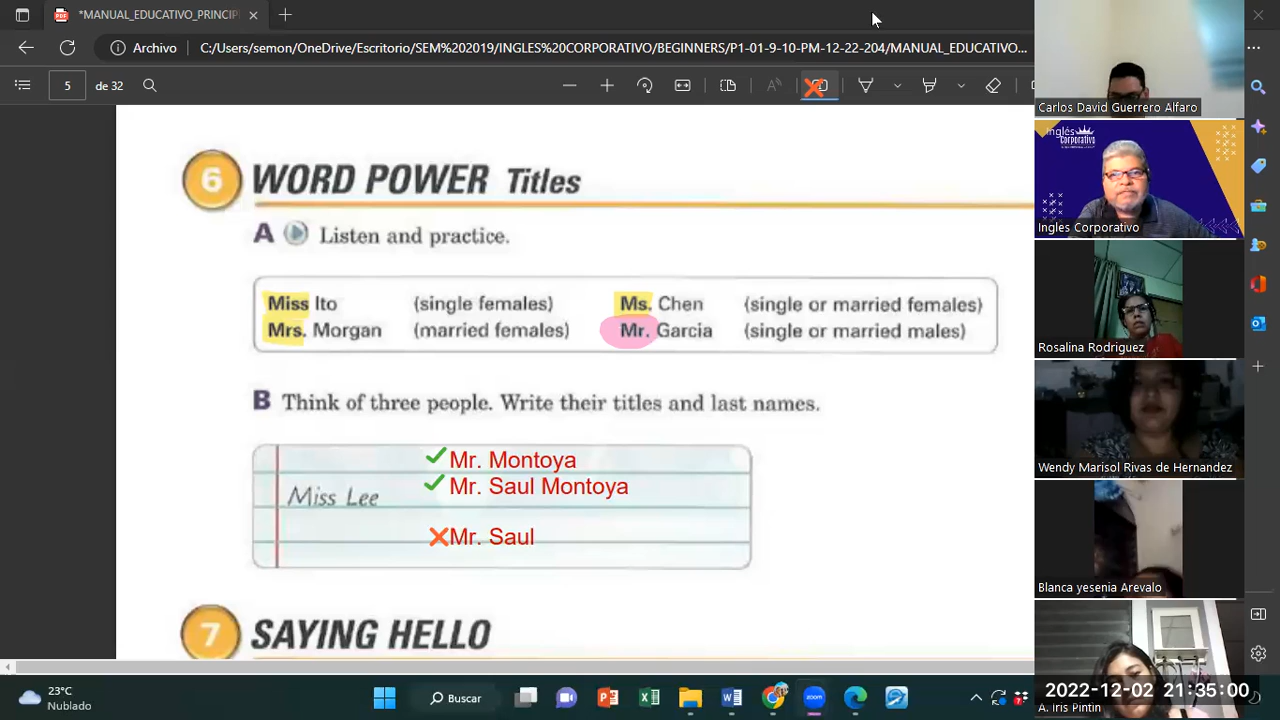 *MANUAL_EDUCATIVO_PRINCIPI
Archivo
C:/Users/semon/OneDrive/Escritorio/SEM%202019/INGLES%20CORPORATIVO/BEGINNERS/P1-01-9-10-PM-12-22-204/MANUAL_EDUCATIVO...
5 de 32
6 WORD POWER Titles
A Listen and practice.
Miss Ito (single females) Ms. Chen (single or married females)
Mrs. Morgan (married females) Mr. Garcia (single or married males)
B Think of three people. Write their titles and last names.
Mr. Montoya
Mr. Saul Montoya
Miss Lee
Mr. Saul
7 SAYING HELLO
Carlos David Guerrero Alfaro
Inglés Corporativo
Ingles Corporativo
Rosalina Rodriguez
Wendy Marisol Rivas de Hernandez
Blanca yesenia Arevalo
2022-12-02 21:35:00
A. Iris Pintin
23°C
Nublado
Buscar
zoom